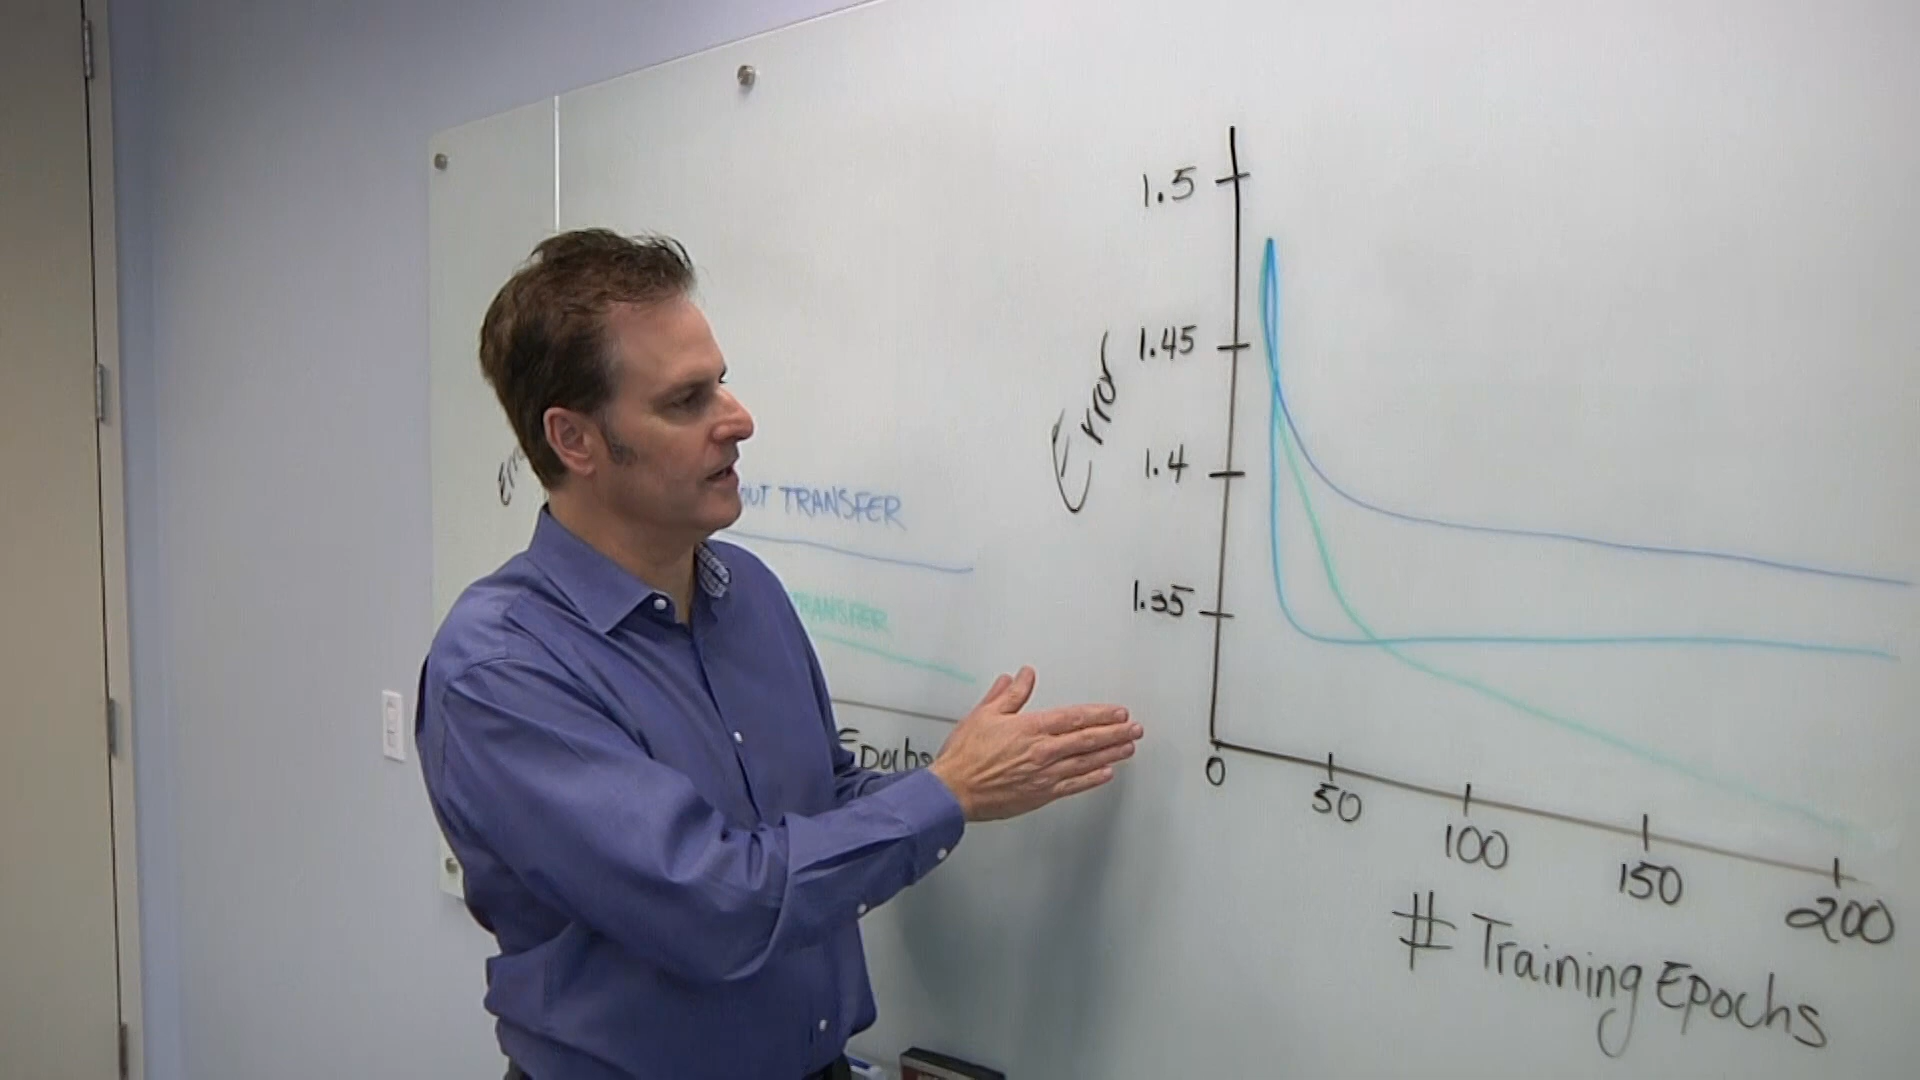 OUT TRANSFER
TRANSFER
Epochs
Error
1.5
1.45
1.4
1.35
0
50
100
150
200
# Training Epochs